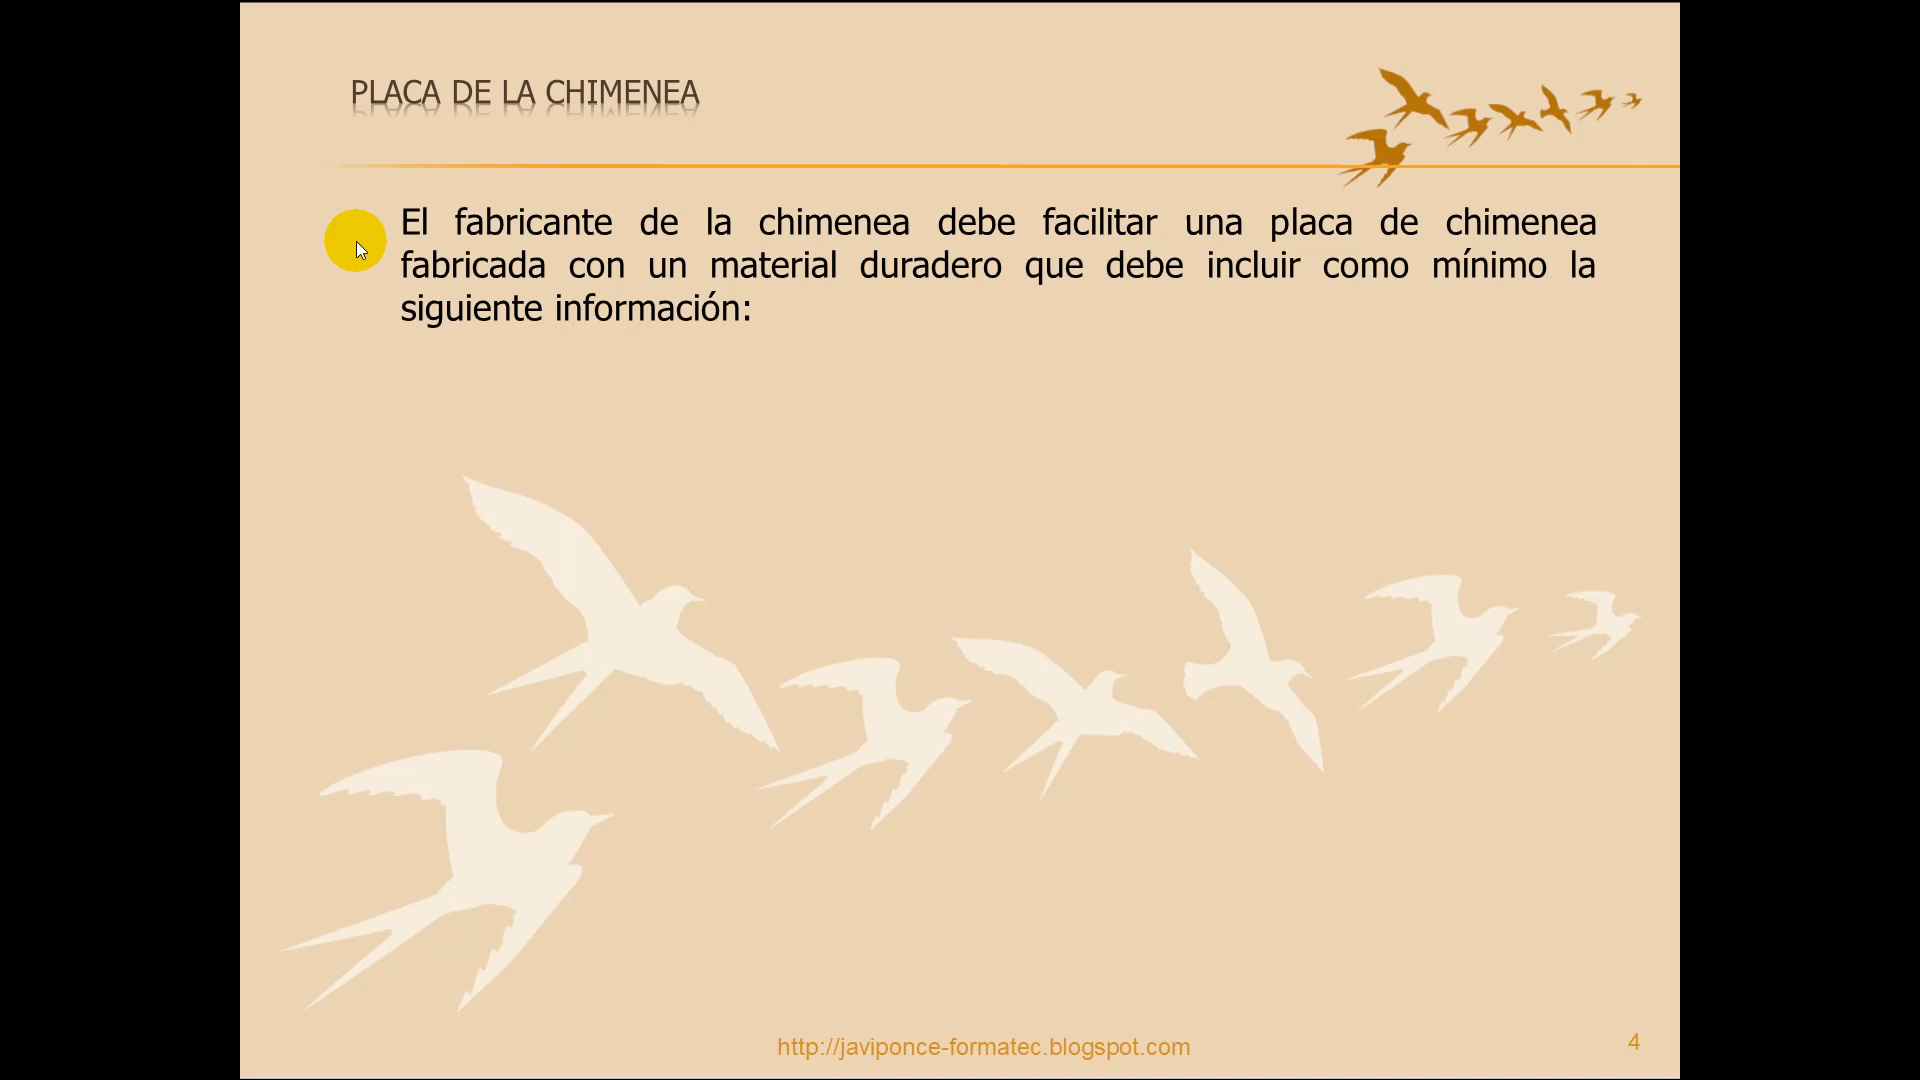 PLACA DE LA CHIMENEA
El fabricante de la chimenea debe facilitar una placa de chimenea
fabricada con un material duradero que debe incluir como mínimo la
siguiente información:
http://javiponce-formatec.blogspot.com
4